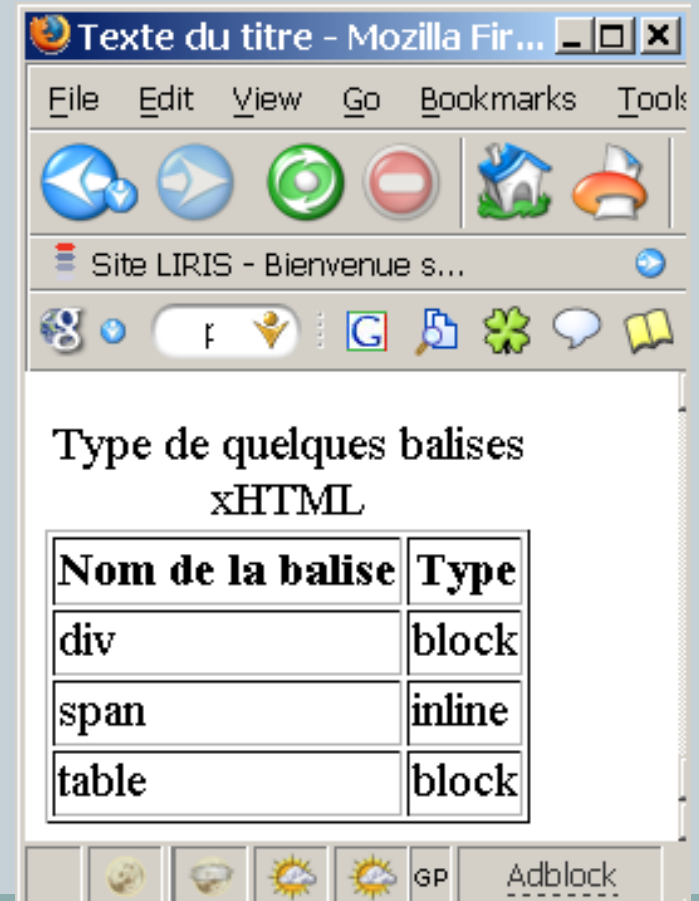 Texte du titre - Mozilla Fir...
File Edit View Go Bookmarks Tools
Site LIRIS - Bienvenue s...
G
Type de quelques balises
xHTML
Nom de la balise Type
div block
span inline
table block
GP Adblock